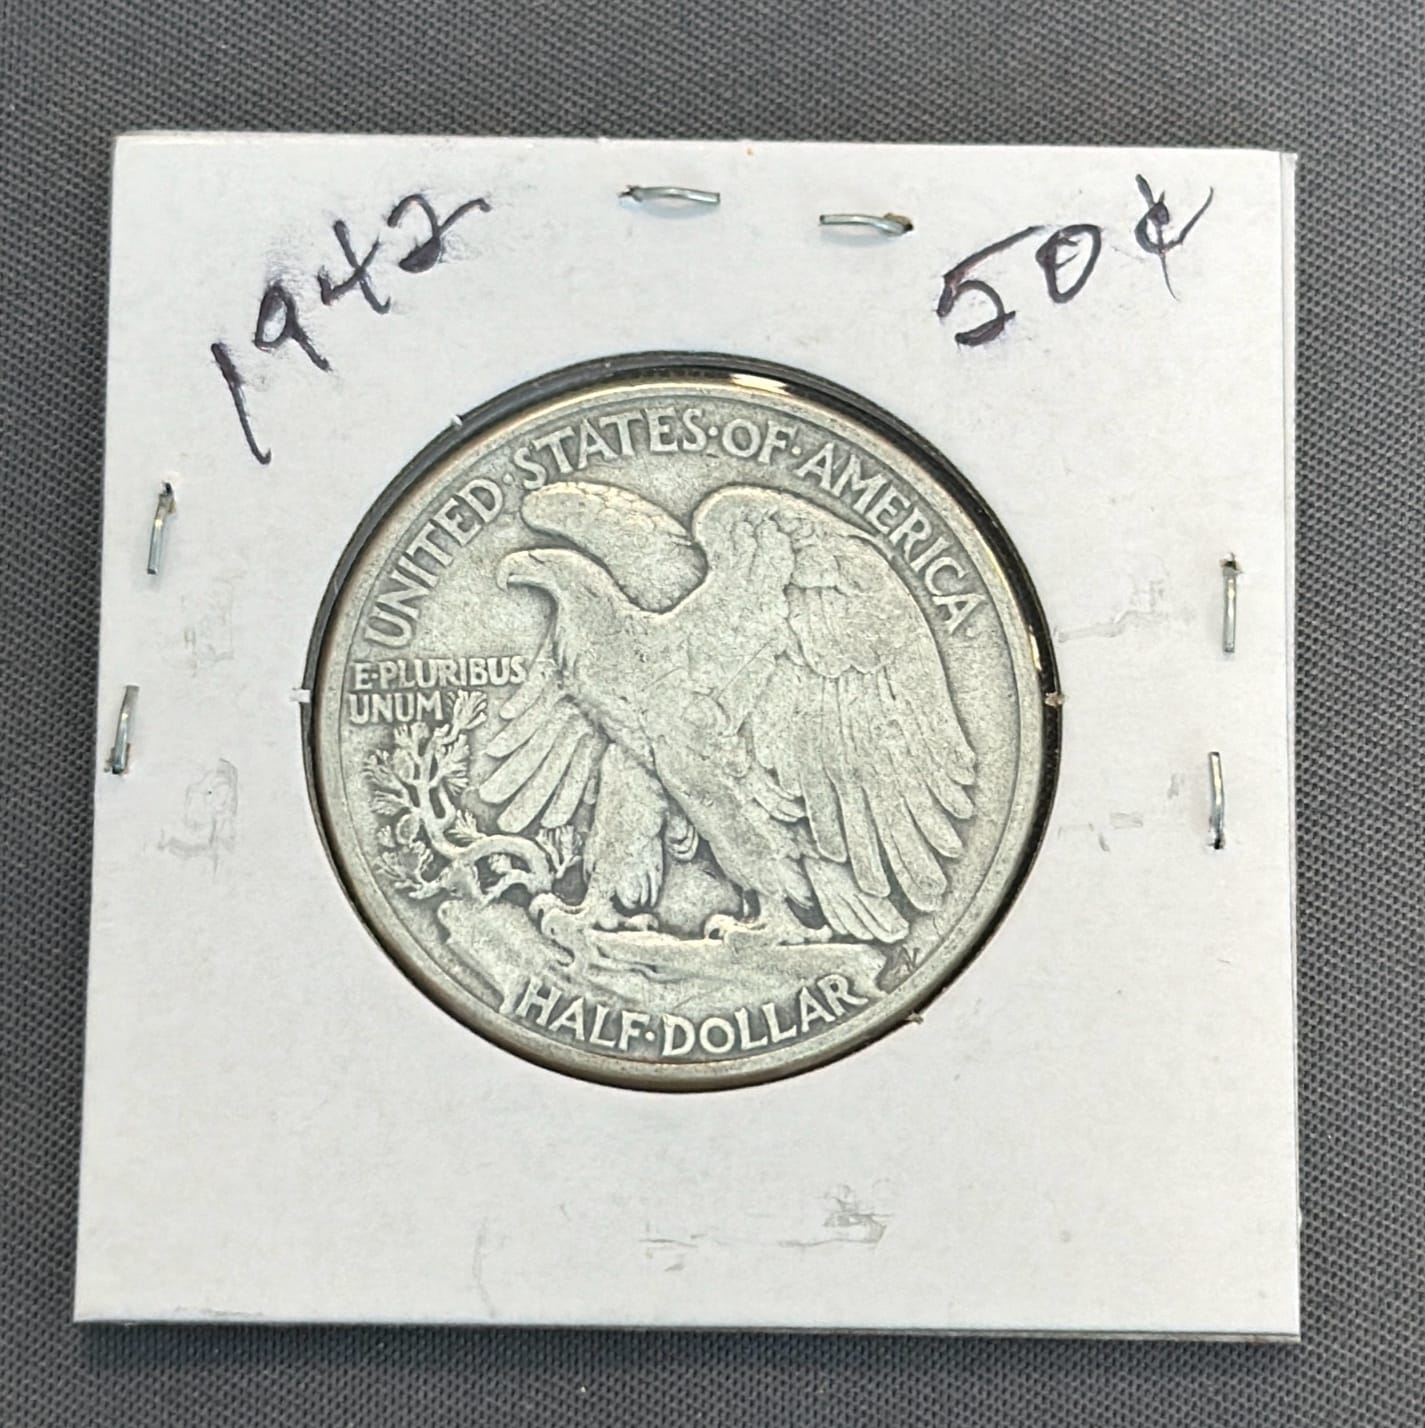 1942
50¢
UNITED·STATES·OF·AMERICA
E·PLURIBUS
UNUM
HALF·DOLLAR